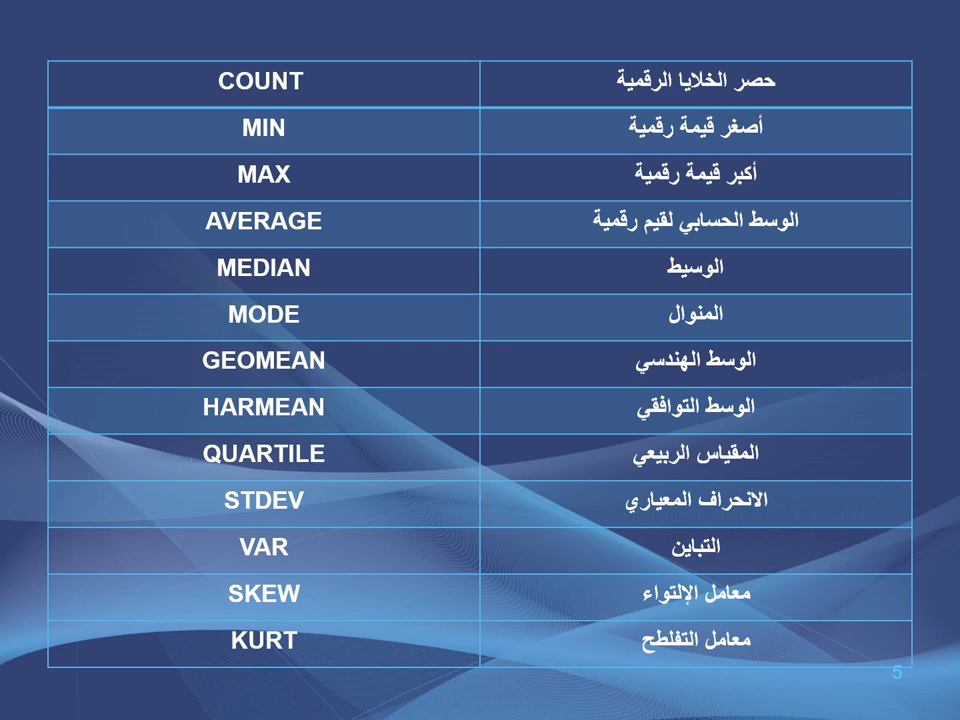 COUNT حصر الخلايا الرقمية
MIN أصغر قيمة رقمية
MAX أكبر قيمة رقمية
AVERAGE الوسط الحسابي لقيم رقمية
MEDIAN الوسيط
MODE المنوال
GEOMEAN الوسط الهندسي
HARMEAN الوسط التوافقي
QUARTILE المقياس الربيعي
STDEV الانحراف المعياري
VAR التباين
SKEW معامل الإلتواء
KURT معامل التفلطح
5